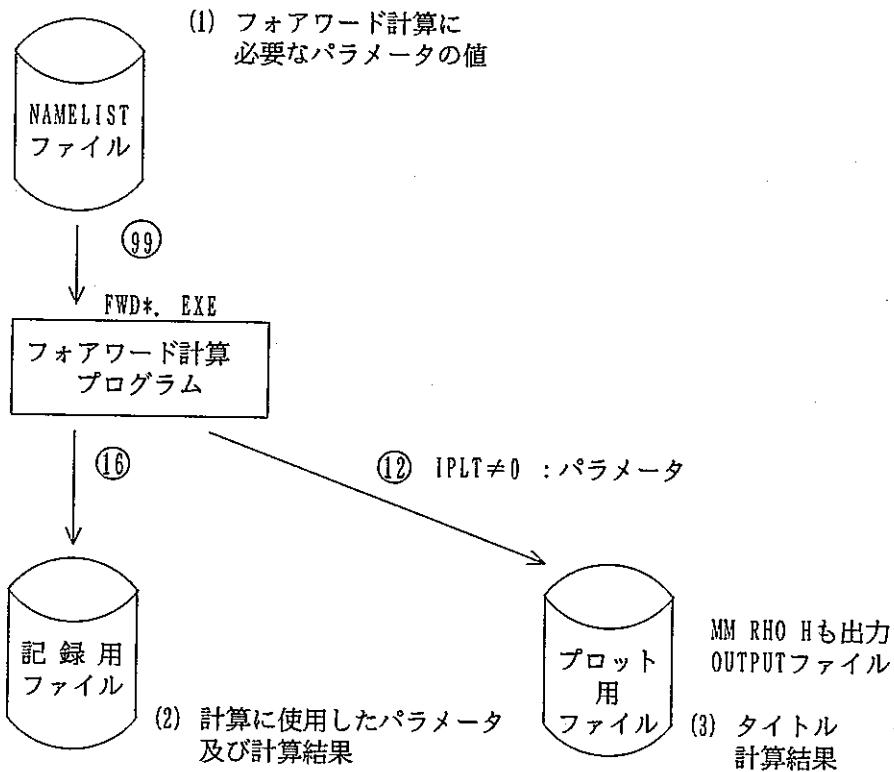 (1) フォアワード計算に
必要なパラメータの値
NAMELIST
ファイル
99
FWD*. EXE
フォアワード計算
プログラム
16
12 IPLT≠0 :パラメータ
記録用
ファイル
(2) 計算に使用したパラメータ
及び計算結果
プロット
用
ファイル
MM RHO Hも出力
OUTPUTファイル
(3) タイトル
計算結果